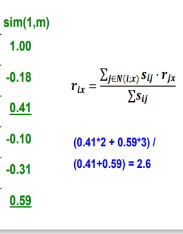 sim(1,m)
1.00
-0.18
0.41
-0.10
-0.31
0.59
r_{ix} = \frac{\sum_{j \in N(i;x)} s_{ij} \cdot r_{jx}}{\sum s_{ij}}
(0.41*2 + 0.59*3) /
(0.41+0.59) = 2.6